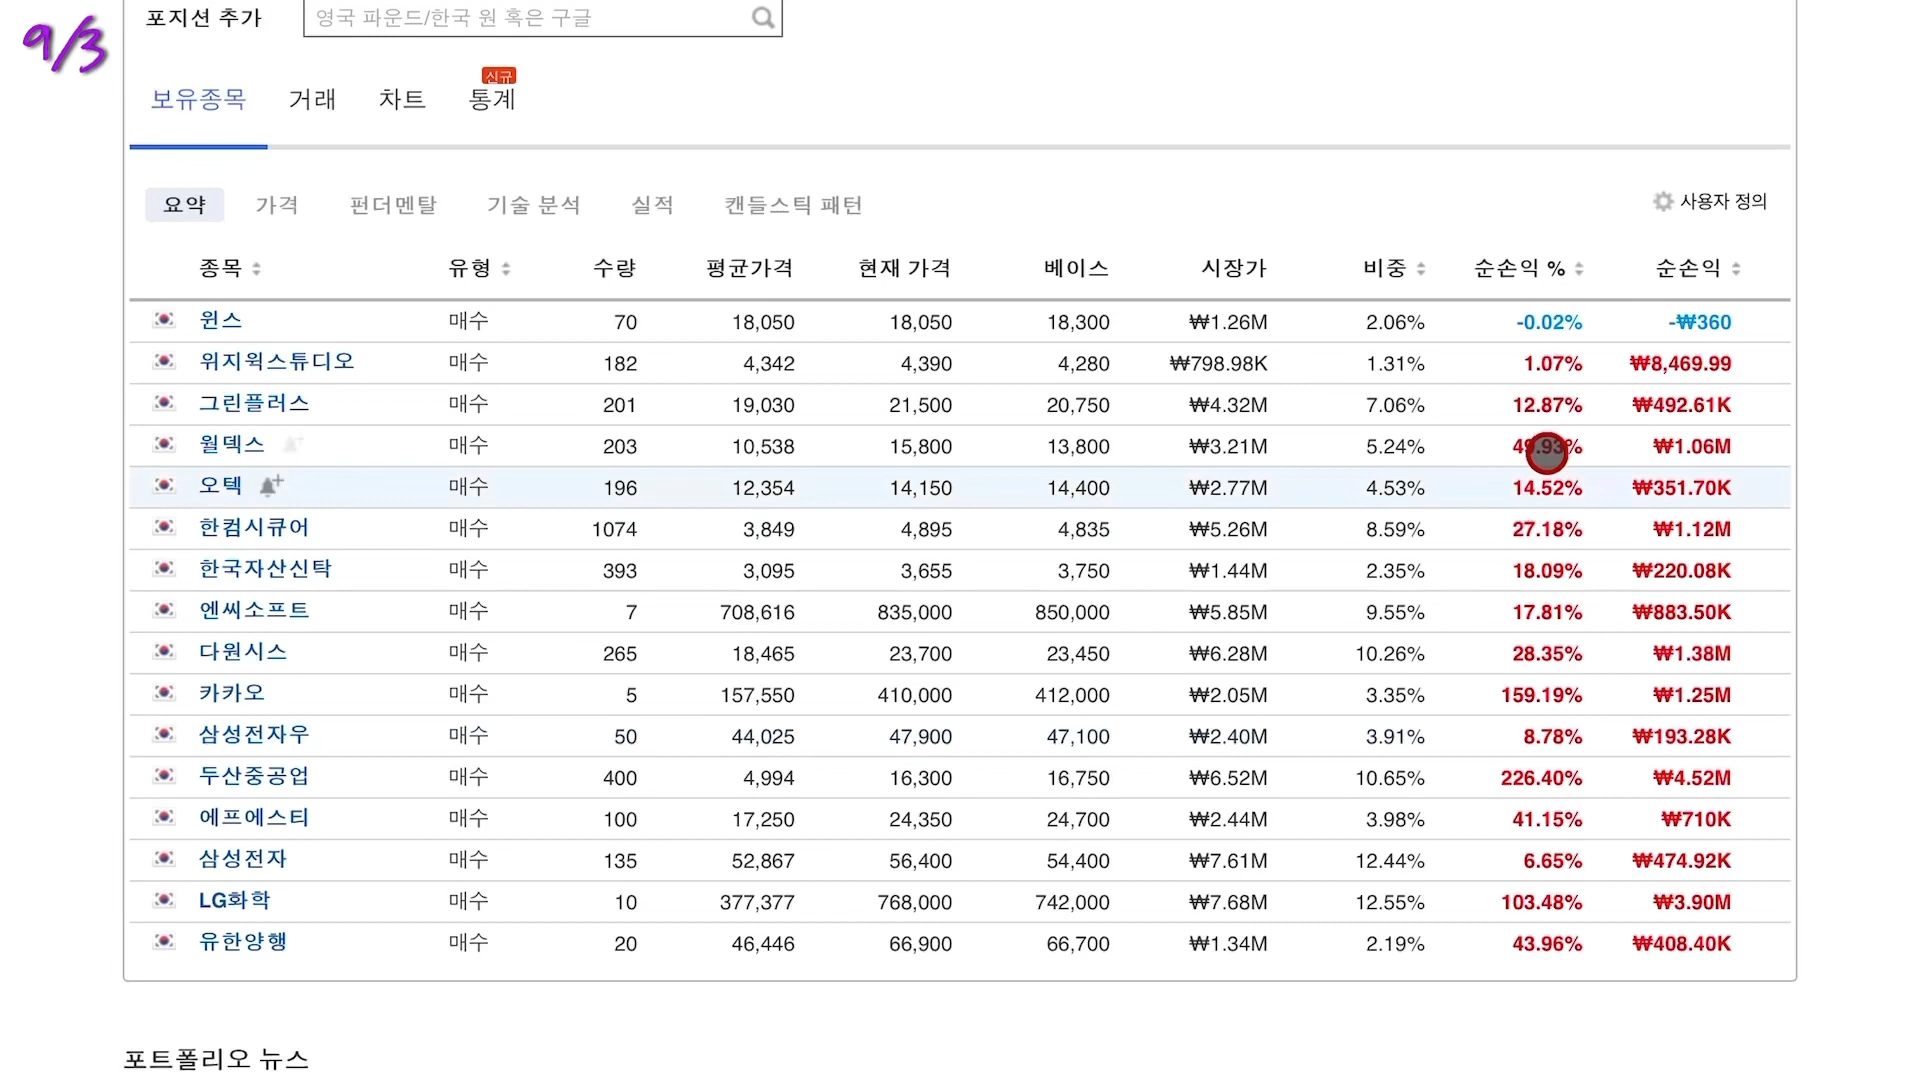 9/3
포지션 추가 영국 파운드/한국 원 혹은 구글
신규
보유종목 거래 차트 통계
요약 가격 펀더멘탈 기술 분석 실적 캔들스틱 패턴 사용자 정의
종목 유형 수량 평균가격 현재 가격 베이스 시장가 비중 순손익 % 순손익
윈스 매수 70 18,050 18,050 18,300 ₩1.26M 2.06% -0.02% -₩360
위지윅스튜디오 매수 182 4,342 4,390 4,280 ₩798.98K 1.31% 1.07% ₩8,469.99
그린플러스 매수 201 19,030 21,500 20,750 ₩4.32M 7.06% 12.87% ₩492.61K
월덱스 매수 203 10,538 15,800 13,800 ₩3.21M 5.24% 49.93% ₩1.06M
오텍 매수 196 12,354 14,150 14,400 ₩2.77M 4.53% 14.52% ₩351.70K
한컴시큐어 매수 1074 3,849 4,895 4,835 ₩5.26M 8.59% 27.18% ₩1.12M
한국자산신탁 매수 393 3,095 3,655 3,750 ₩1.44M 2.35% 18.09% ₩220.08K
엔씨소프트 매수 7 708,616 835,000 850,000 ₩5.85M 9.55% 17.81% ₩883.50K
다원시스 매수 265 18,465 23,700 23,450 ₩6.28M 10.26% 28.35% ₩1.38M
카카오 매수 5 157,550 410,000 412,000 ₩2.05M 3.35% 159.19% ₩1.25M
삼성전자우 매수 50 44,025 47,900 47,100 ₩2.40M 3.91% 8.78% ₩193.28K
두산중공업 매수 400 4,994 16,300 16,750 ₩6.52M 10.65% 226.40% ₩4.52M
에프에스티 매수 100 17,250 24,350 24,700 ₩2.44M 3.98% 41.15% ₩710K
삼성전자 매수 135 52,867 56,400 54,400 ₩7.61M 12.44% 6.65% ₩474.92K
LG화학 매수 10 377,377 768,000 742,000 ₩7.68M 12.55% 103.48% ₩3.90M
유한양행 매수 20 46,446 66,900 66,700 ₩1.34M 2.19% 43.96% ₩408.40K
포트폴리오 뉴스